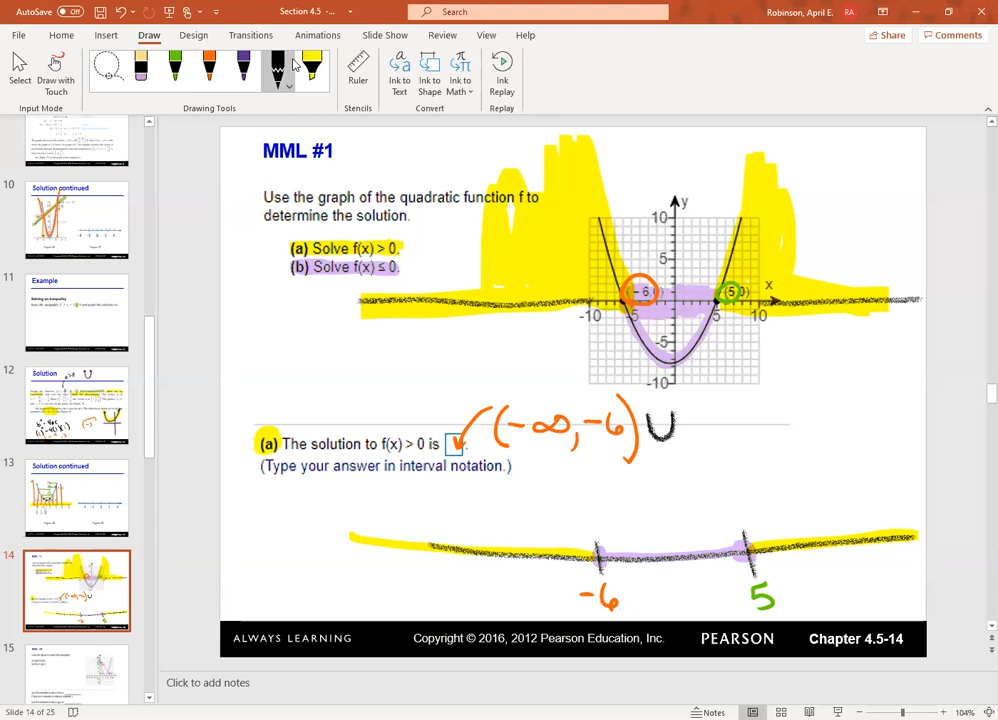 AutoSave Off
Section 4.5 -...
Search
Robinson, April E.
RA
File Home Insert Draw Design Transitions Animations Slide Show Review View Help
Share
Comments
Select
Draw with Touch
Ruler
Ink to Text
Ink to Shape
Ink to Math
Ink Replay
Input Mode
Drawing Tools
Stencils
Convert
Replay
10
Solution continued
11
Example
12
Solution
13
Solution continued
14
15
MML #1
Use the graph of the quadratic function f to
determine the solution.
(a) Solve f(x) > 0.
(b) Solve f(x) ≤ 0.
y
10
5
x
-10
-5
5
10
-5
-10
-6
(5 0)
(a) The solution to f(x) > 0 is
(-∞, -6) ∪
(Type your answer in interval notation.)
-6
5
ALWAYS LEARNING
Copyright © 2016, 2012 Pearson Education, Inc.
PEARSON
Chapter 4.5-14
Click to add notes
Slide 14 of 25
Notes
104%